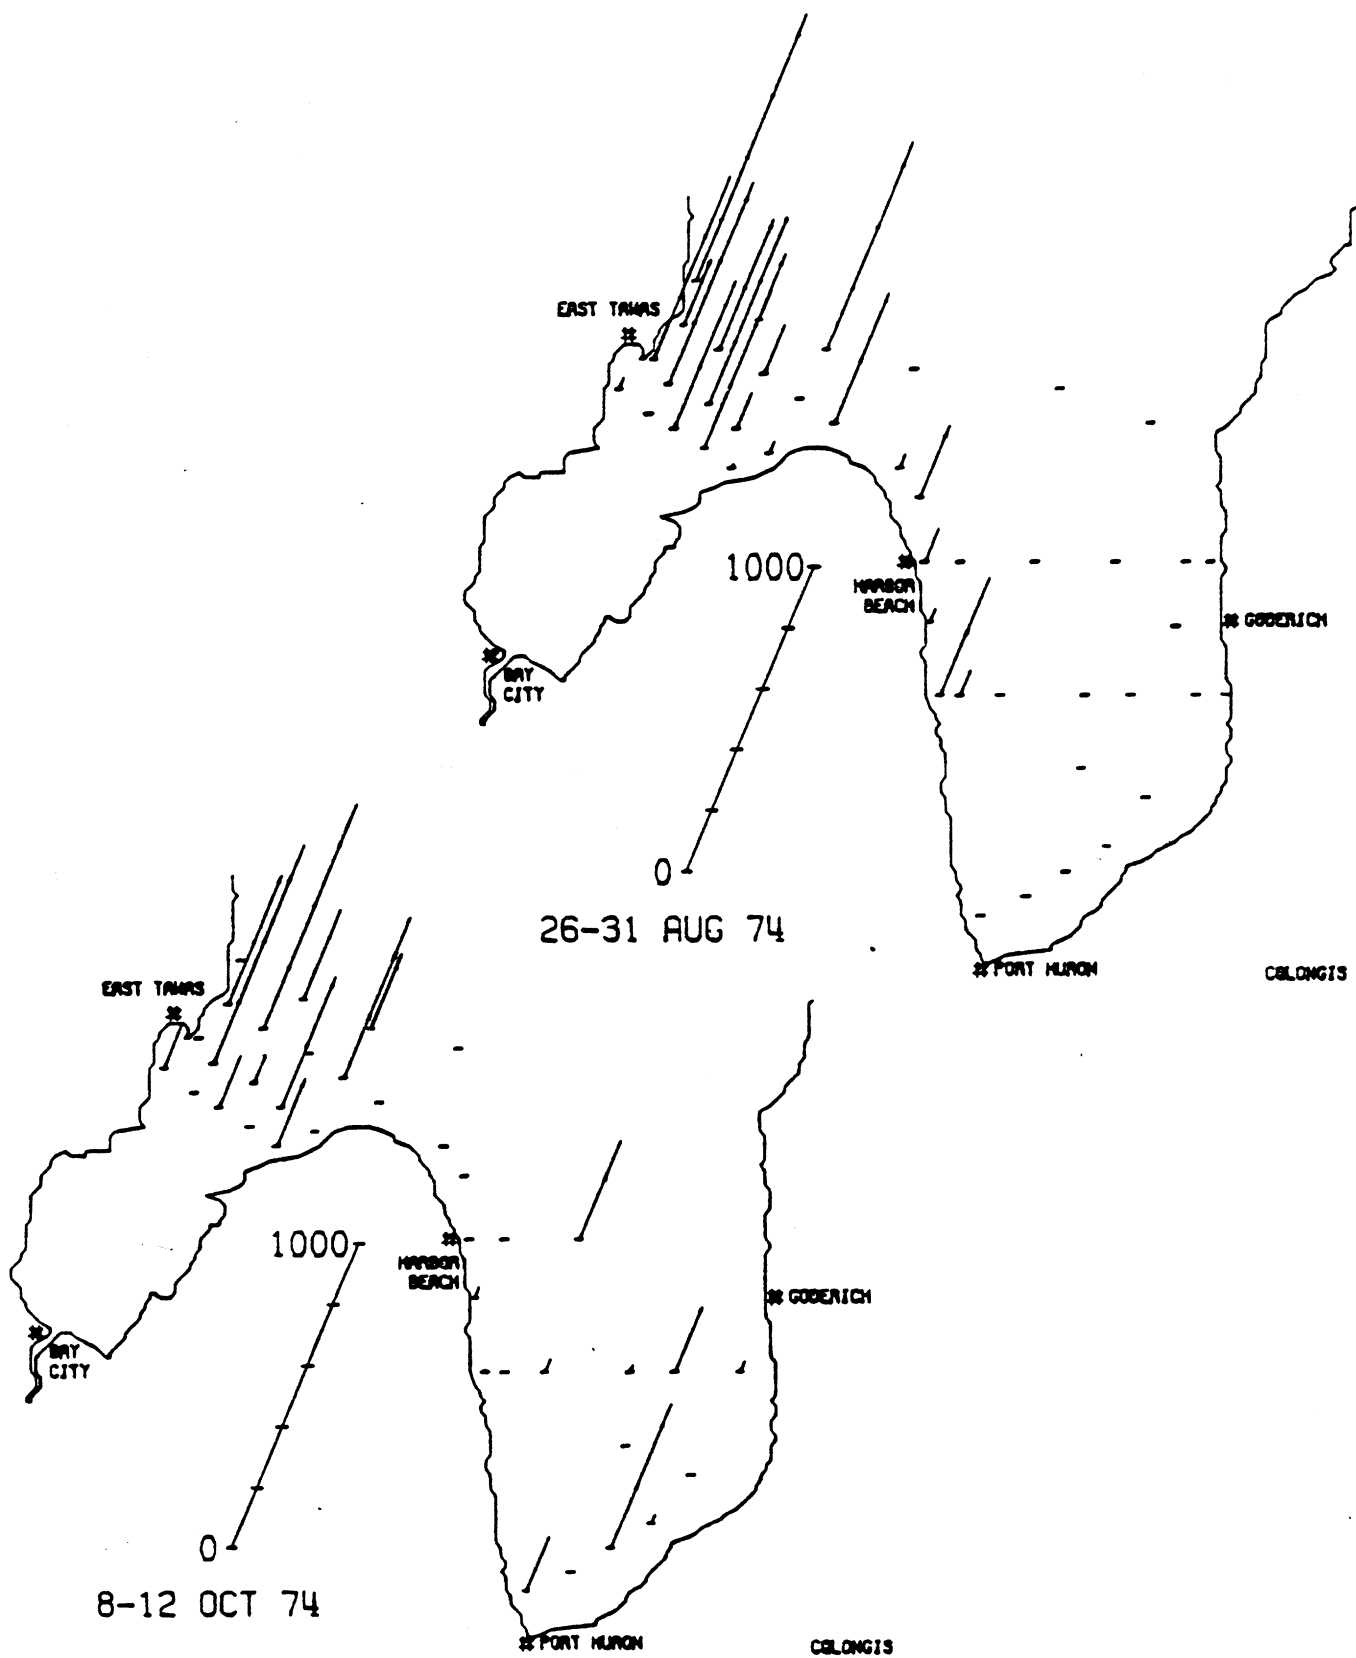 EAST TAWAS
1000
HARBOR
BEACH
GODERICH
BAY
CITY
0
26-31 AUG 74
PORT HURON
COLONGIS
EAST TAWAS
1000
HARBOR
BEACH
GODERICH
BAY
CITY
0
8-12 OCT 74
PORT HURON
COLONGIS